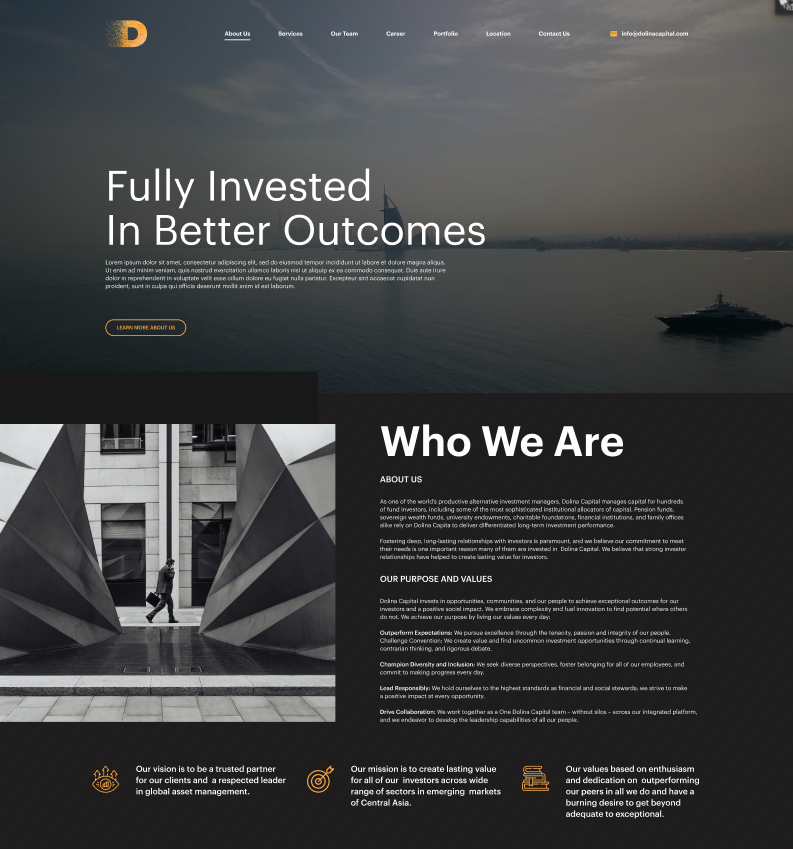 D
About Us Services Our Team Career Portfolio Location Contact Us info@dolinacapital.com
Fully Invested
In Better Outcomes
Lorem ipsum dolor sit amet, consectetur adipiscing elit, sed do eiusmod tempor incididunt ut labore et dolore magna aliqua.
Ut enim ad minim veniam, quis nostrud exercitation ullamco laboris nisi ut aliquip ex ea commodo consequat. Duis aute irure
dolor in reprehenderit in voluptate velit esse cillum dolore eu fugiat nulla pariatur. Excepteur sint occaecat cupidatat non
proident, sunt in culpa qui officia deserunt mollit anim id est laborum.
LEARN MORE ABOUT US
Who We Are
ABOUT US
As one of the world's productive alternative investment managers, Dolina Capital manages capital for hundreds
of fund investors, including some of the most sophisticated institutional allocators of capital. Pension funds,
sovereign wealth funds, university endowments, charitable foundations, financial institutions, and family offices
alike rely on Dolina Capita to deliver differentiated long-term investment performance.
Fostering deep, long-lasting relationships with investors is paramount, and we believe our commitment to meet
their needs is one important reason many of them are invested in Dolina Capital. We believe that strong investor
relationships have helped to create lasting value for investors.
OUR PURPOSE AND VALUES
Dolina Capital invests in opportunities, communities, and our people to achieve exceptional outcomes for our
investors and a positive social impact. We embrace complexity and fuel innovation to find potential where others
do not. We achieve our purpose by living our values every day:
Outperform Expectations: We pursue excellence through the tenacity, passion and integrity of our people.
Challenge Convention: We create value and find uncommon investment opportunities through continual learning,
contrarian thinking, and rigorous debate.
Champion Diversity and Inclusion: We seek diverse perspectives, foster belonging for all of our employees, and
commit to making progress every day.
Lead Responsibly: We hold ourselves to the highest standards as financial and social stewards; we strive to make
a positive impact at every opportunity.
Drive Collaboration: We work together as a One Dolina Capital team – without silos – across our integrated platform,
and we endeavor to develop the leadership capabilities of all our people.
Our vision is to be a trusted partner
for our clients and a respected leader
in global asset management.
Our mission is to create lasting value
for all of our investors across wide
range of sectors in emerging markets
of Central Asia.
Our values based on enthusiasm
and dedication on outperforming
our peers in all we do and have a
burning desire to get beyond
adequate to exceptional.